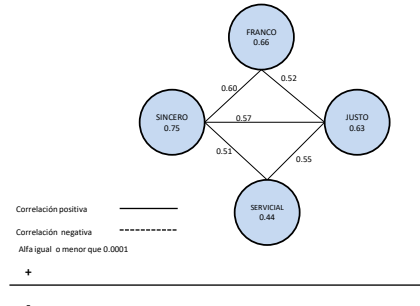 FRANCO
0.66
0.60
0.52
SINCERO
0.75
0.57
JUSTO
0.63
0.51
0.55
SERVICIAL
0.44
Correlación positiva
Correlación negativa
Alfa igual o menor que 0.0001
+